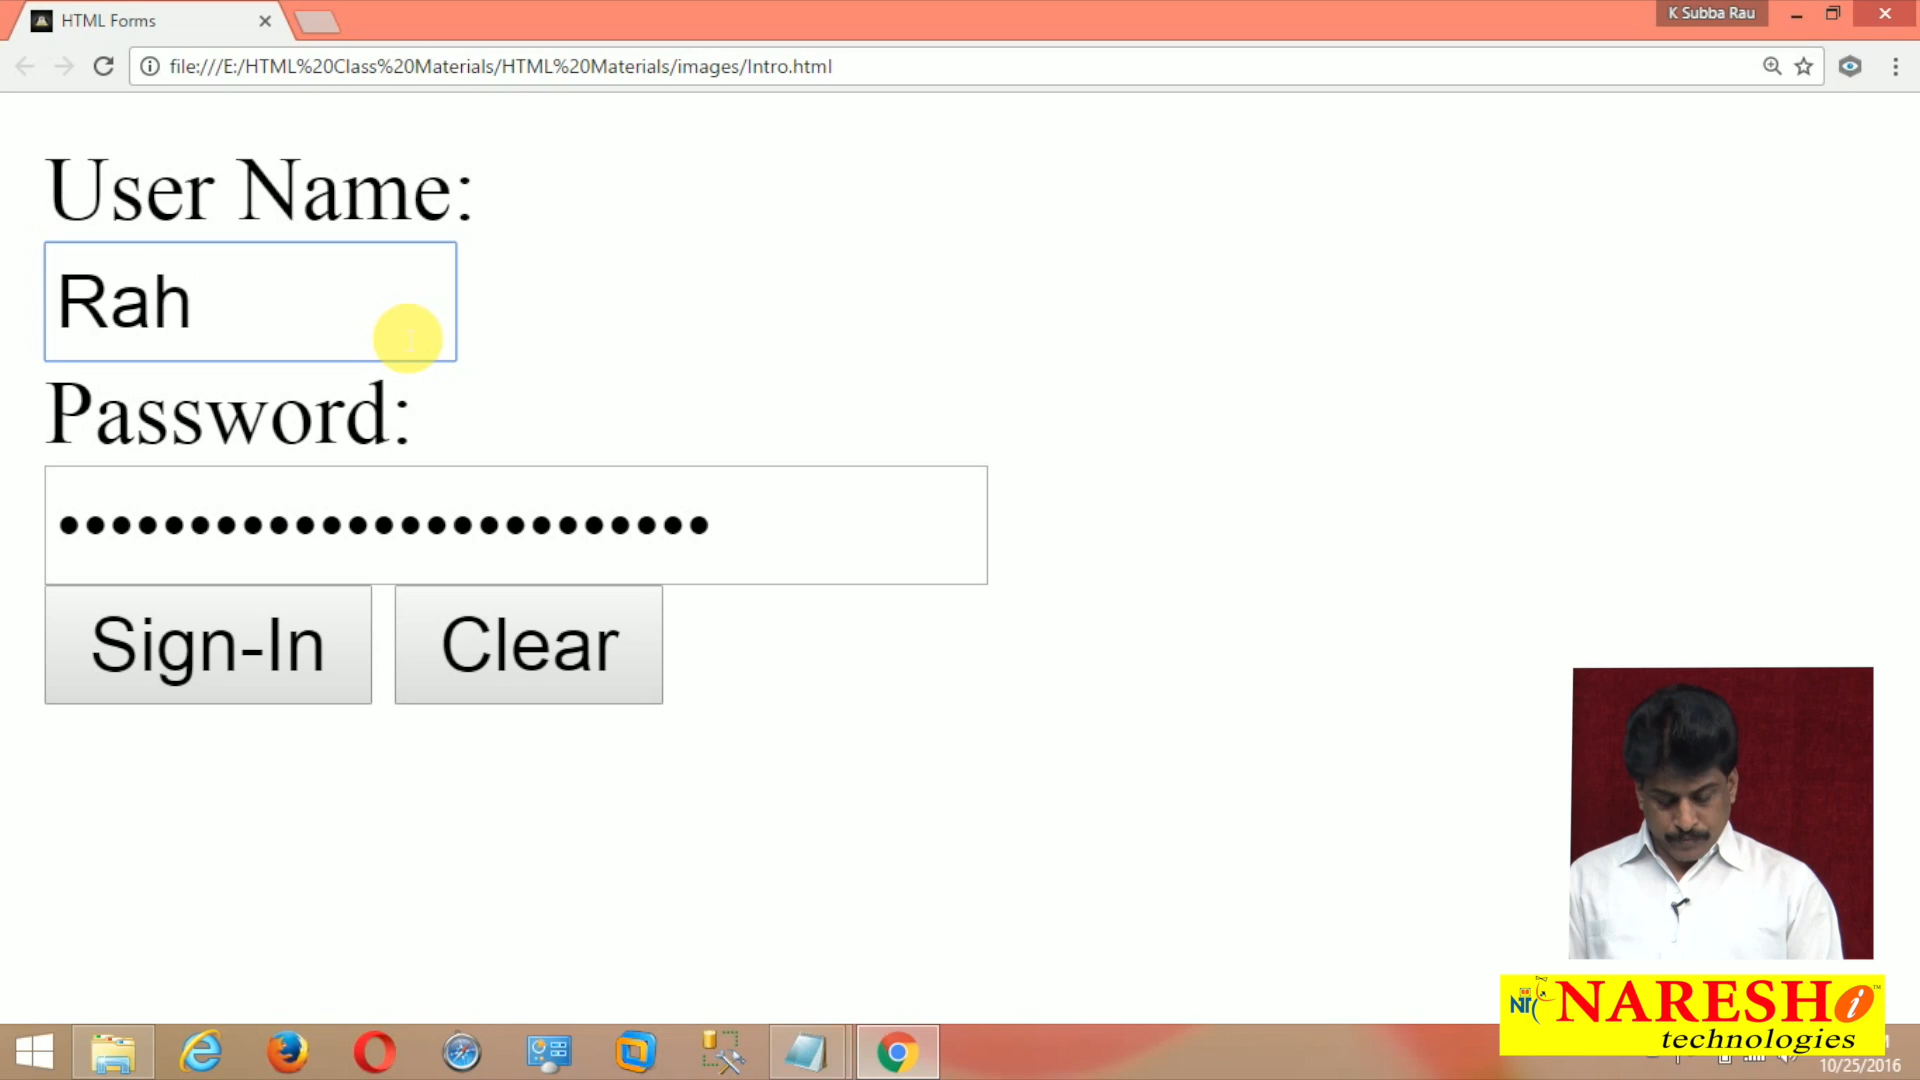 HTML Forms
K Subba Rau
file:///E:/HTML%20Class%20Materials/HTML%20Materials/images/Intro.html
User Name:
Rah
Password:
Sign-In Clear
NARESH i ™
technologies
10/25/2016